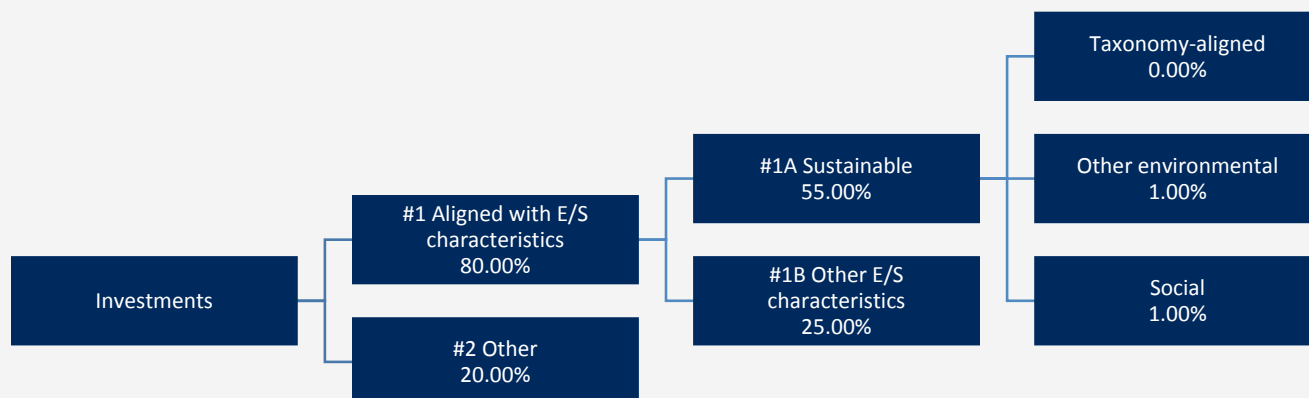 Investments
#1 Aligned with E/S
characteristics
80.00%
#2 Other
20.00%
#1A Sustainable
55.00%
#1B Other E/S
characteristics
25.00%
Taxonomy-aligned
0.00%
Other environmental
1.00%
Social
1.00%